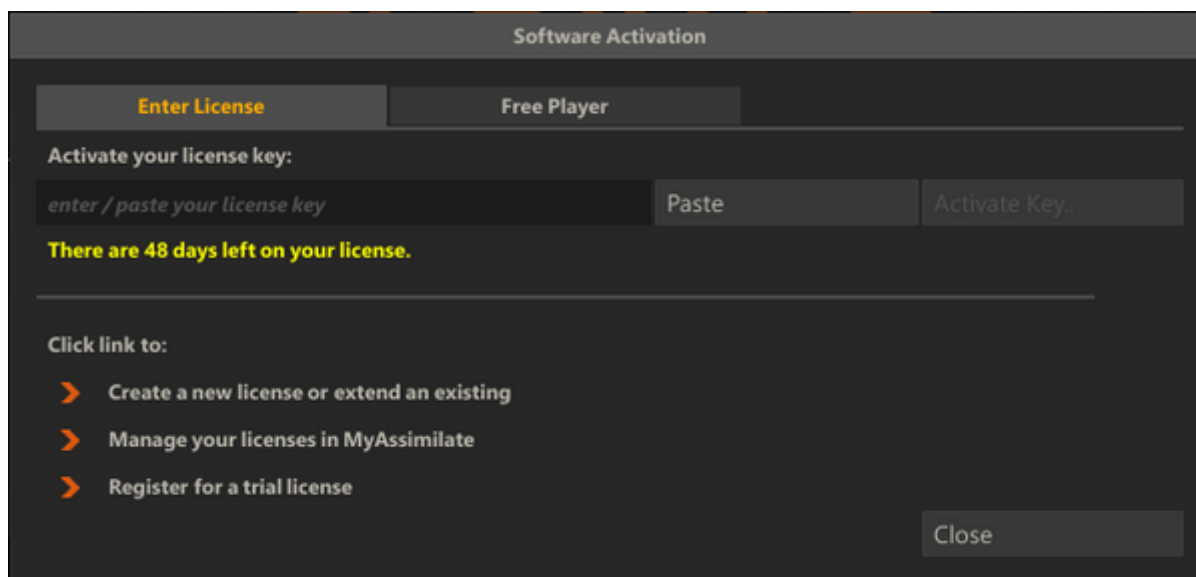 Software Activation
Enter License
Free Player
Activate your license key:
enter / paste your license key
Paste
Activate Key..
There are 48 days left on your license.
Click link to:
Create a new license or extend an existing
Manage your licenses in MyAssimilate
Register for a trial license
Close